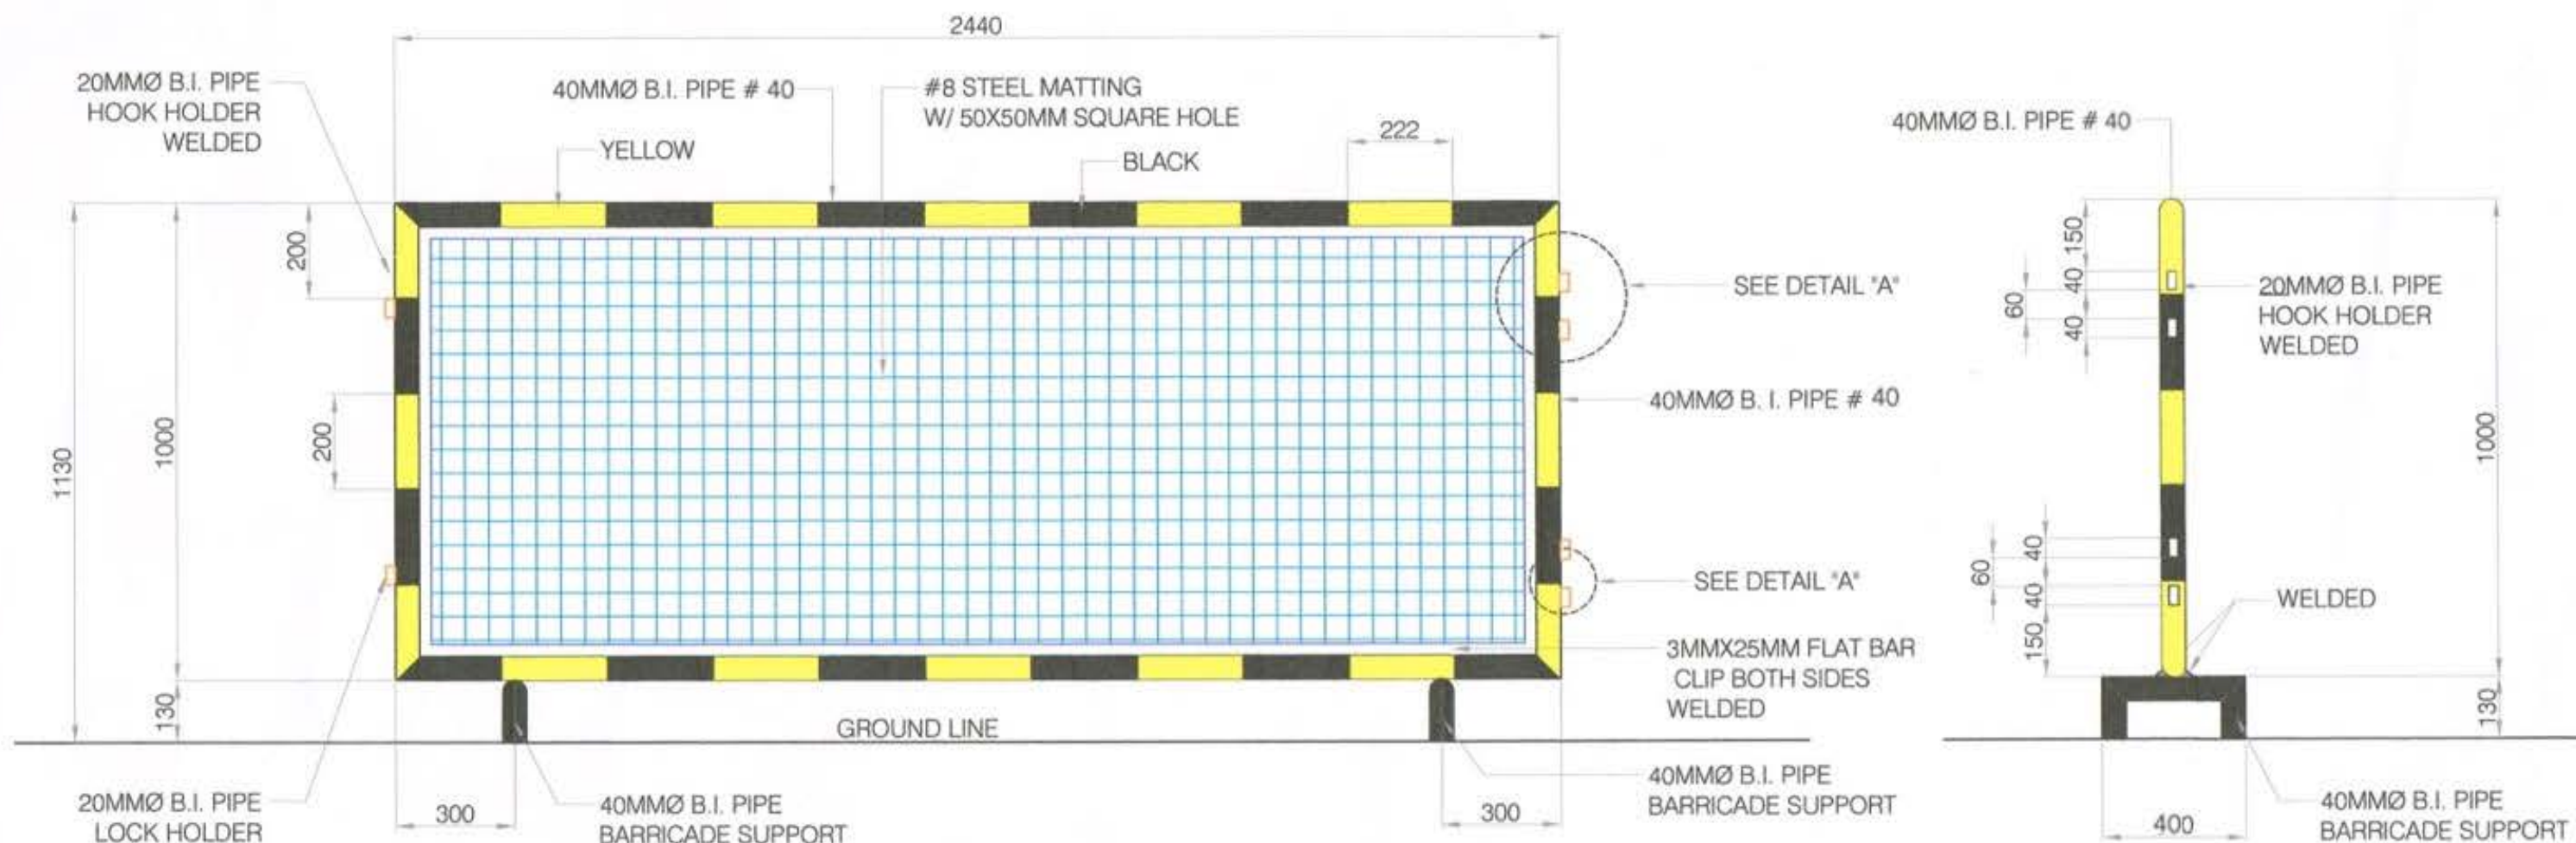 2440
20MMØ B.I. PIPE
HOOK HOLDER
WELDED
40MMØ B.I. PIPE # 40
#8 STEEL MATTING
W/ 50X50MM SQUARE HOLE
YELLOW
BLACK
222
200
200
1130
1000
130
SEE DETAIL "A"
40MMØ B. I. PIPE # 40
SEE DETAIL "A"
3MMX25MM FLAT BAR
CLIP BOTH SIDES
WELDED
GROUND LINE
20MMØ B.I. PIPE
LOCK HOLDER
300
40MMØ B.I. PIPE
BARRICADE SUPPORT
300
40MMØ B.I. PIPE
BARRICADE SUPPORT
40MMØ B.I. PIPE # 40
150
40
60
40
20MMØ B.I. PIPE
HOOK HOLDER
WELDED
1000
40
60
40
150
WELDED
130
400
40MMØ B.I. PIPE
BARRICADE SUPPORT